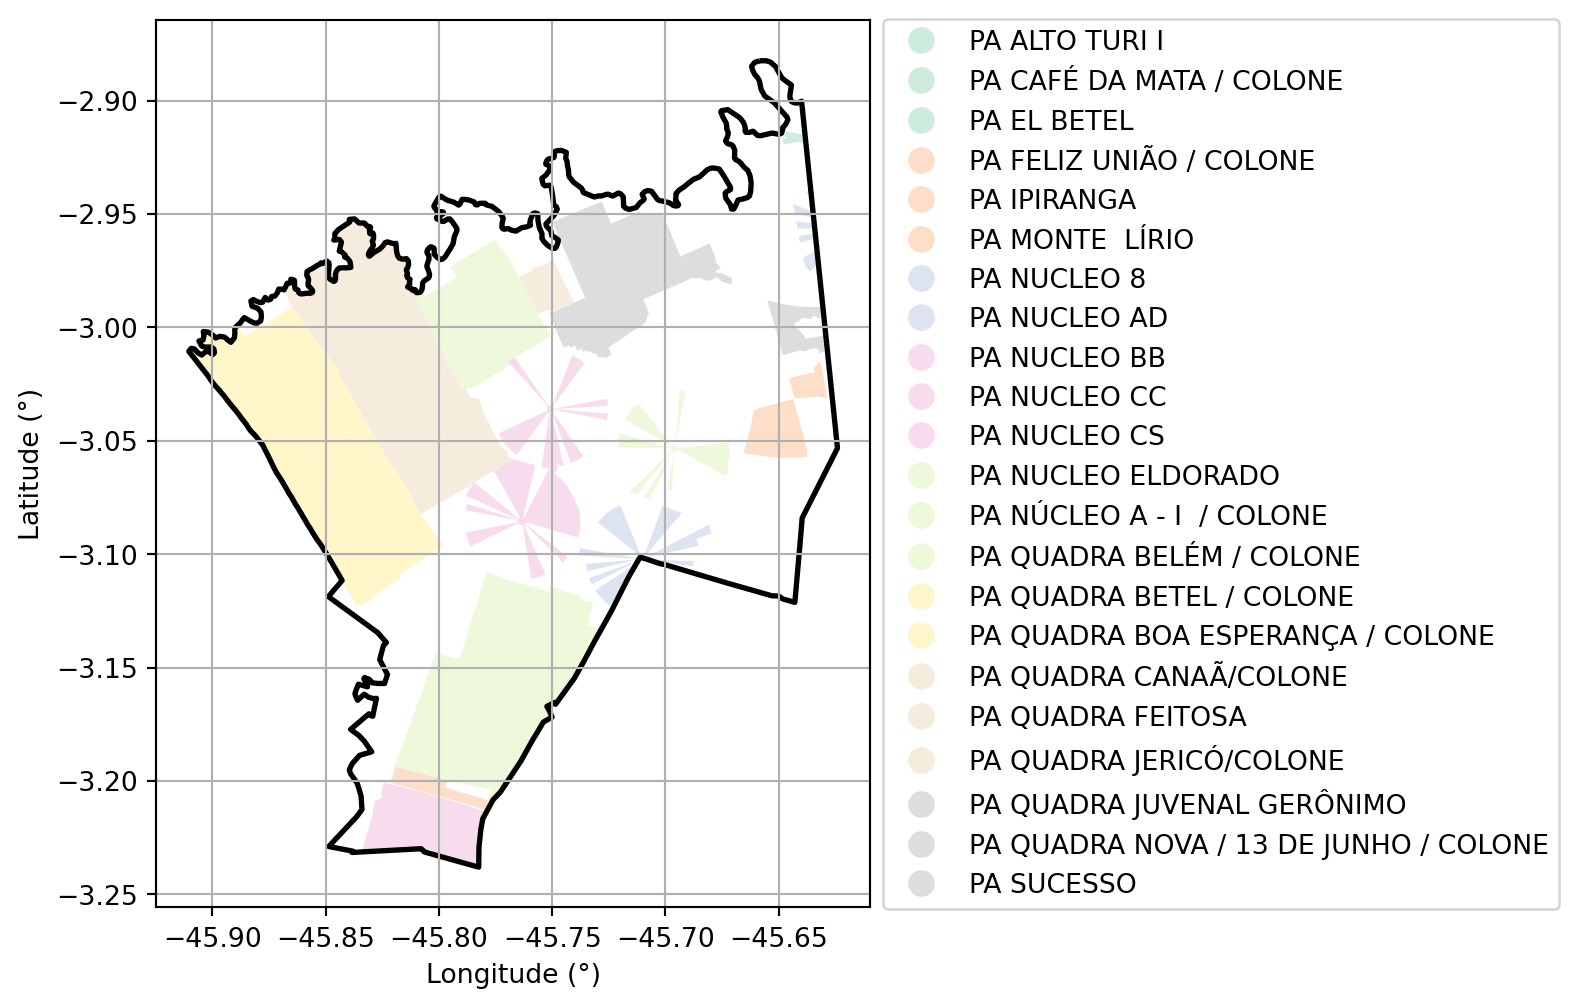 −2.90
−2.95
−3.00
−3.05
−3.10
−3.15
−3.20
−3.25
Latitude (°)
−45.90 −45.85 −45.80 −45.75 −45.70 −45.65
Longitude (°)
PA ALTO TURI I
PA CAFÉ DA MATA / COLONE
PA EL BETEL
PA FELIZ UNIÃO / COLONE
PA IPIRANGA
PA MONTE  LÍRIO
PA NUCLEO 8
PA NUCLEO AD
PA NUCLEO BB
PA NUCLEO CC
PA NUCLEO CS
PA NUCLEO ELDORADO
PA NÚCLEO A - I  / COLONE
PA QUADRA BELÉM / COLONE
PA QUADRA BETEL / COLONE
PA QUADRA BOA ESPERANÇA / COLONE
PA QUADRA CANAÃ/COLONE
PA QUADRA FEITOSA
PA QUADRA JERICÓ/COLONE
PA QUADRA JUVENAL GERÔNIMO
PA QUADRA NOVA / 13 DE JUNHO / COLONE
PA SUCESSO